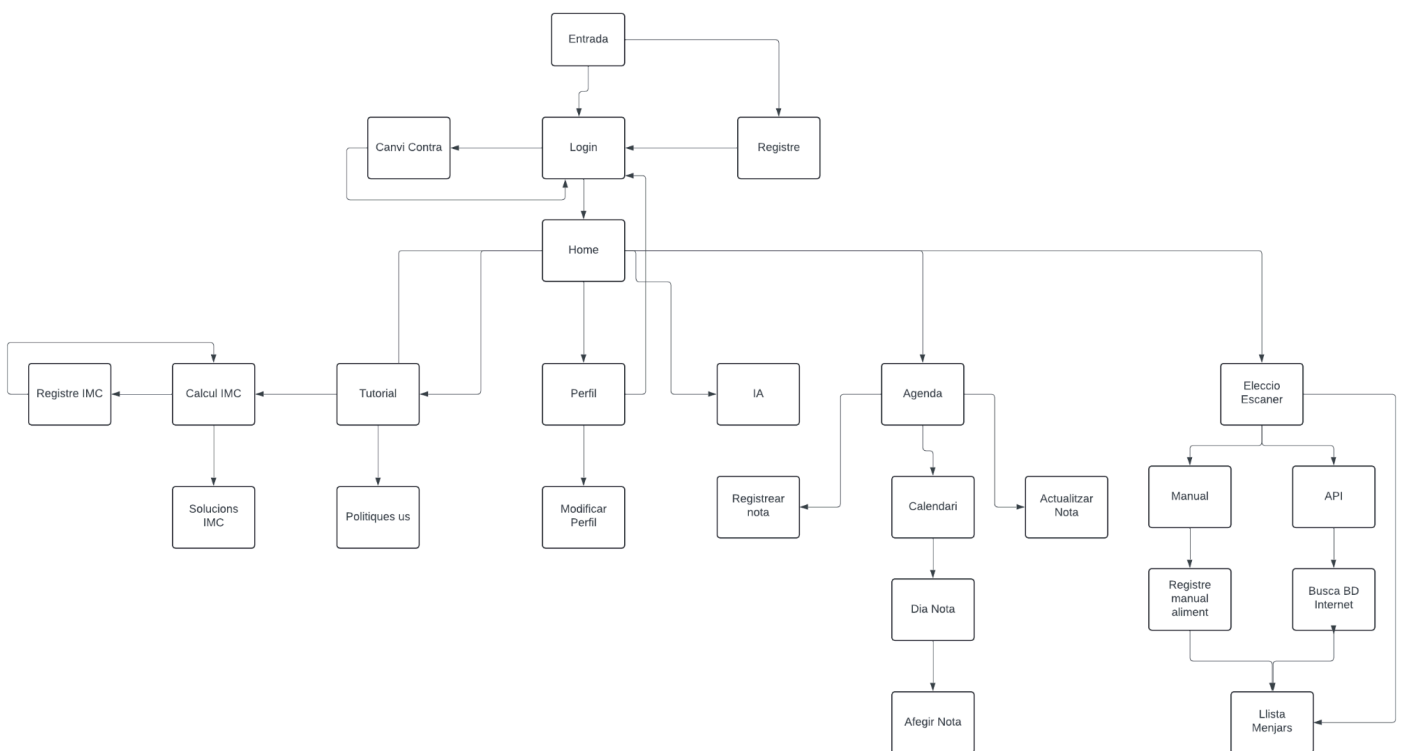 Entrada
Canvi Contra
Login
Registre
Home
Registre IMC
Calcul IMC
Tutorial
Perfil
IA
Agenda
Eleccio
Escaner
Solucions
IMC
Politiques us
Modificar
Perfil
Registrear
nota
Calendari
Actualitzar
Nota
Manual
API
Dia Nota
Registre
manual
aliment
Busca BD
Internet
Afegir Nota
Llista
Menjars